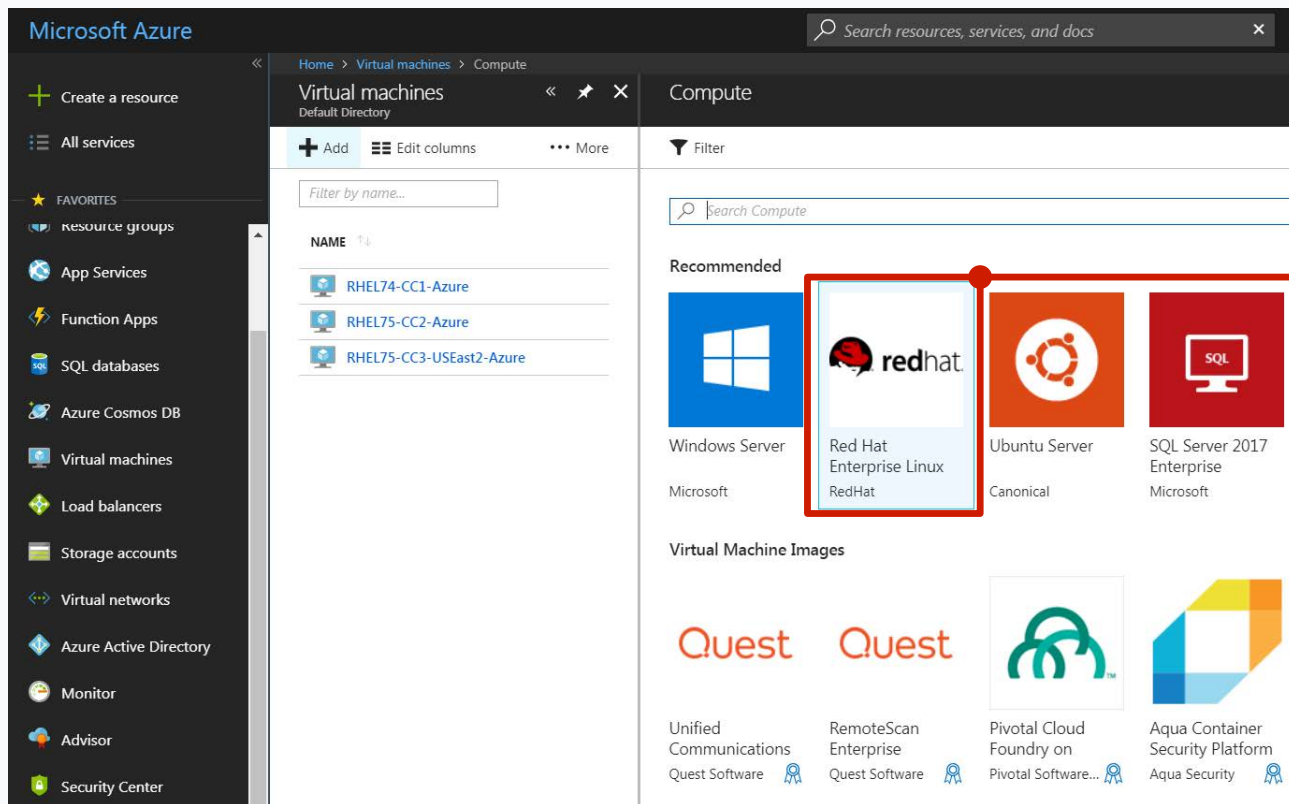 Microsoft Azure
Search resources, services, and docs
Create a resource
All services
FAVORITES
Resource groups
App Services
Function Apps
SQL databases
Azure Cosmos DB
Virtual machines
Load balancers
Storage accounts
Virtual networks
Azure Active Directory
Monitor
Advisor
Security Center
Home > Virtual machines > Compute
Virtual machines
Default Directory
Add Edit columns ••• More
Filter by name...
NAME
RHEL74-CC1-Azure
RHEL75-CC2-Azure
RHEL75-CC3-USEast2-Azure
Compute
Filter
Search Compute
Recommended
redhat.
SQL
Windows Server
Microsoft
Red Hat
Enterprise Linux
RedHat
Ubuntu Server
Canonical
SQL Server 2017
Enterprise
Microsoft
Virtual Machine Images
Quest
Quest
TM
Unified
Communications
Quest Software
RemoteScan
Enterprise
Quest Software
Pivotal Cloud
Foundry on
Pivotal Software...
Aqua Container
Security Platform
Aqua Security